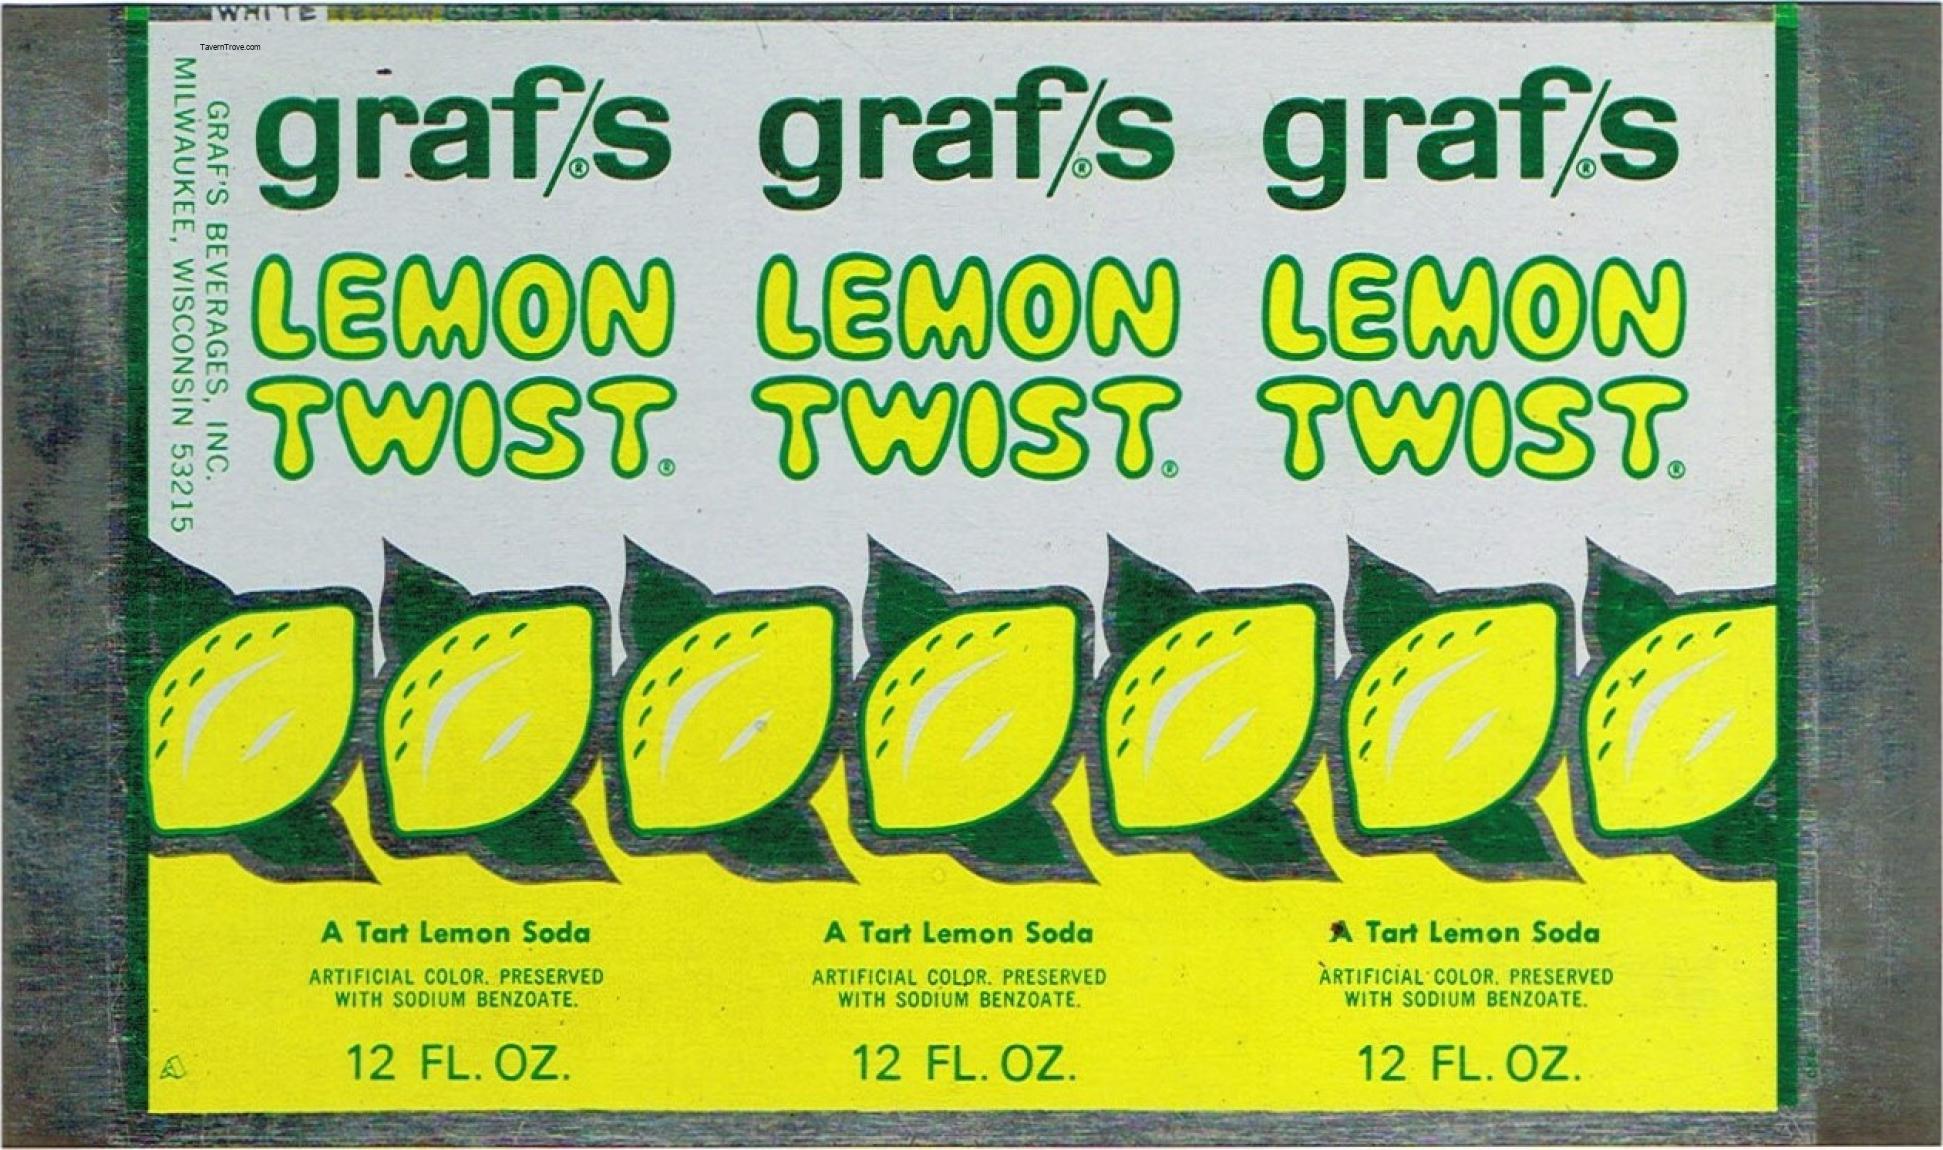 WHITE YELLOW GREEN
TavernTrove.com
GRAF'S BEVERAGES, INC.
MILWAUKEE, WISCONSIN 53215
graf/s®
LEMON
TWIST®
A Tart Lemon Soda
ARTIFICIAL COLOR. PRESERVED
WITH SODIUM BENZOATE.
12 FL. OZ.
graf/s®
LEMON
TWIST®
A Tart Lemon Soda
ARTIFICIAL COLOR. PRESERVED
WITH SODIUM BENZOATE.
12 FL. OZ.
graf/s®
LEMON
TWIST®
A Tart Lemon Soda
ARTIFICIAL COLOR. PRESERVED
WITH SODIUM BENZOATE.
12 FL. OZ.